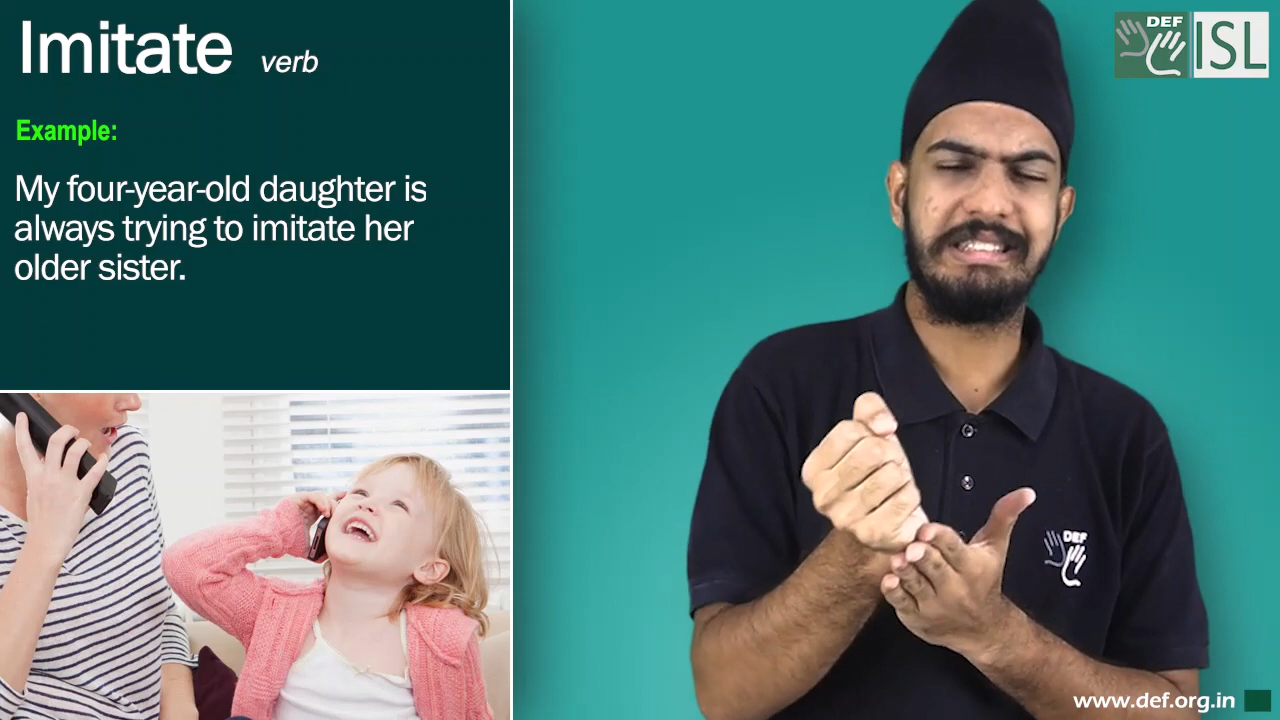 Imitate verb
Example:
My four-year-old daughter is
always trying to imitate her
older sister.
DEF
ISL
DEF
www.def.org.in